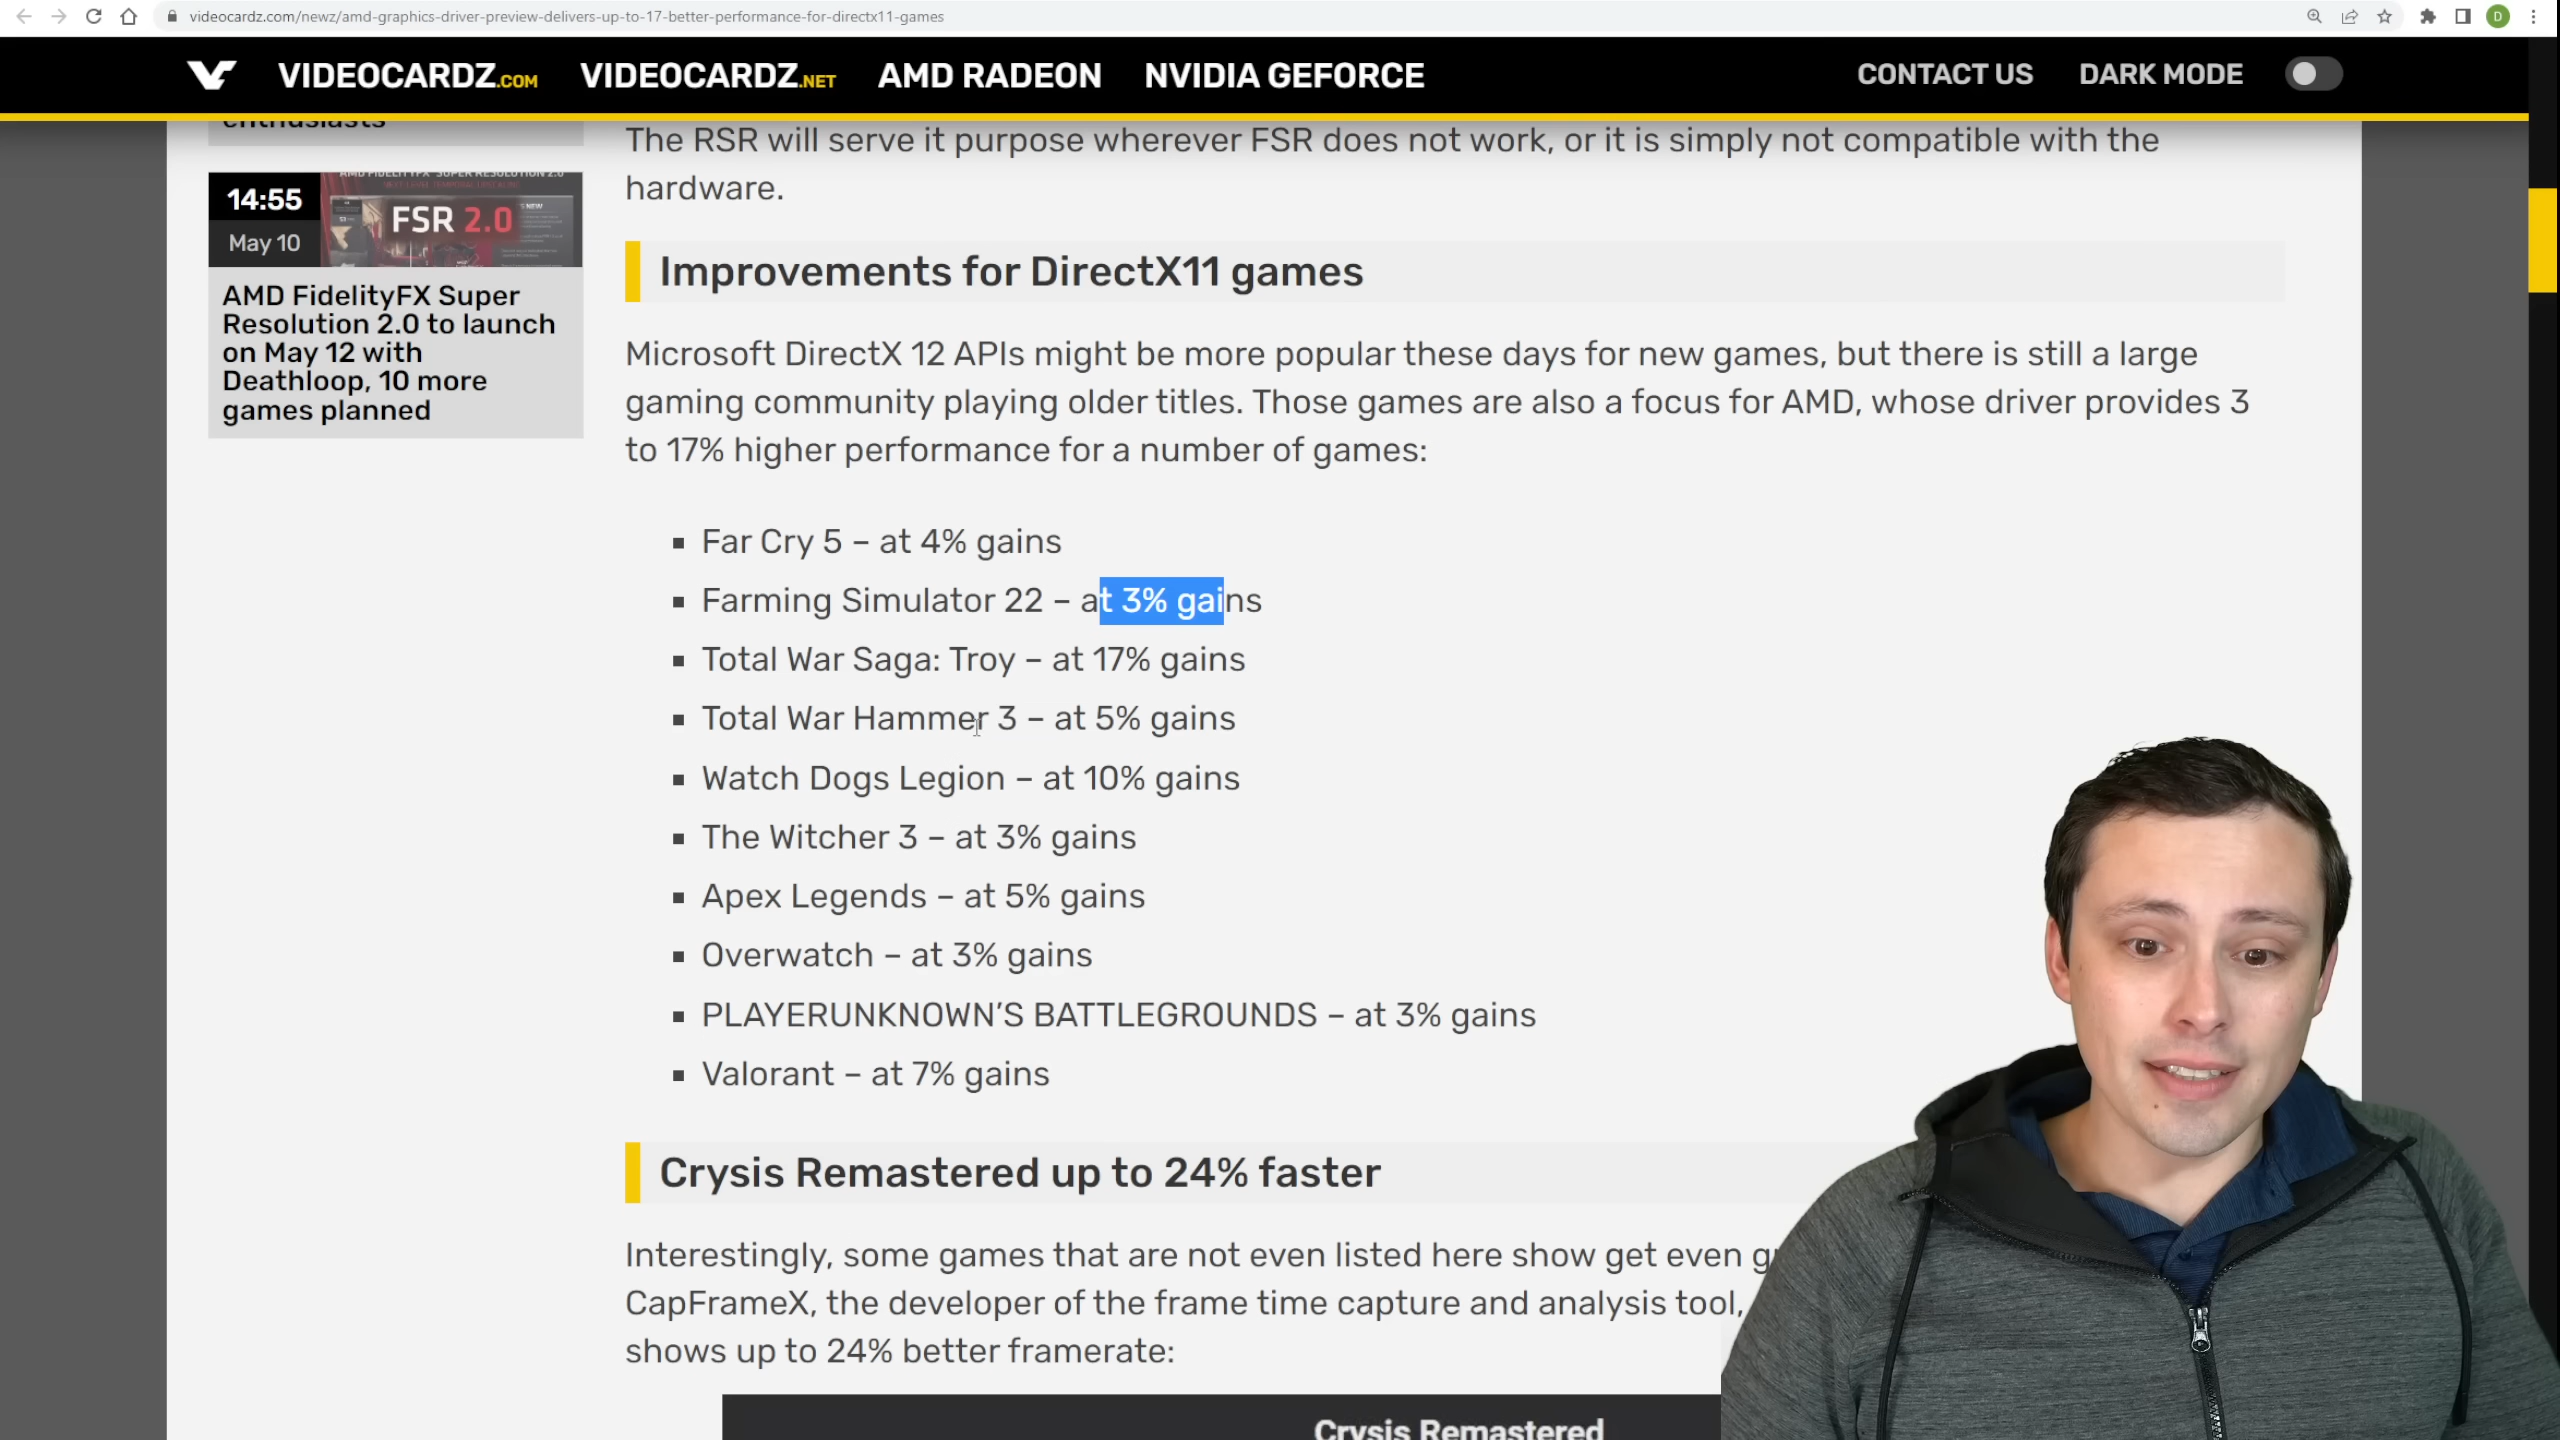 videocardz.com/newz/amd-graphics-driver-preview-delivers-up-to-17-better-performance-for-directx11-games
D
VIDEOCARDZ.COM VIDEOCARDZ.NET AMD RADEON NVIDIA GEFORCE CONTACT US DARK MODE
enthusiasts
14:55
May 10
AMD FIDELITYFX SUPER RESOLUTION 2.0
FSR 2.0
AMD FidelityFX Super
Resolution 2.0 to launch
on May 12 with
Deathloop, 10 more
games planned
The RSR will serve it purpose wherever FSR does not work, or it is simply not compatible with the
hardware.
Improvements for DirectX11 games
Microsoft DirectX 12 APIs might be more popular these days for new games, but there is still a large
gaming community playing older titles. Those games are also a focus for AMD, whose driver provides 3
to 17% higher performance for a number of games:
Far Cry 5 – at 4% gains
Farming Simulator 22 – at 3% gains
Total War Saga: Troy – at 17% gains
Total War Hammer 3 – at 5% gains
Watch Dogs Legion – at 10% gains
The Witcher 3 – at 3% gains
Apex Legends – at 5% gains
Overwatch – at 3% gains
PLAYERUNKNOWN’S BATTLEGROUNDS – at 3% gains
Valorant – at 7% gains
Crysis Remastered up to 24% faster
Interestingly, some games that are not even listed here show get even
CapFrameX, the developer of the frame time capture and analysis tool,
shows up to 24% better framerate:
Crysis Remastered